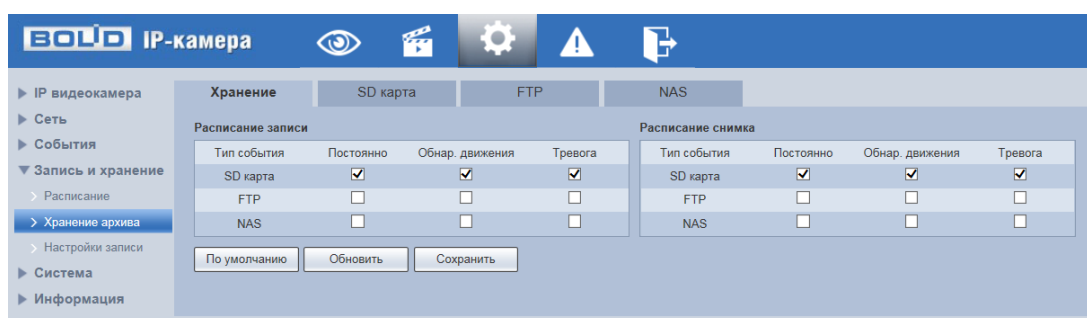 BOLID IP-камера
IP видеокамера
Сеть
События
Запись и хранение
Расписание
Хранение архива
Настройки записи
Система
Информация
Хранение SD карта FTP NAS
Расписание записи
Тип события Постоянно Обнар. движения Тревога
SD карта
FTP
NAS
Расписание снимка
Тип события Постоянно Обнар. движения Тревога
SD карта
FTP
NAS
По умолчанию Обновить Сохранить